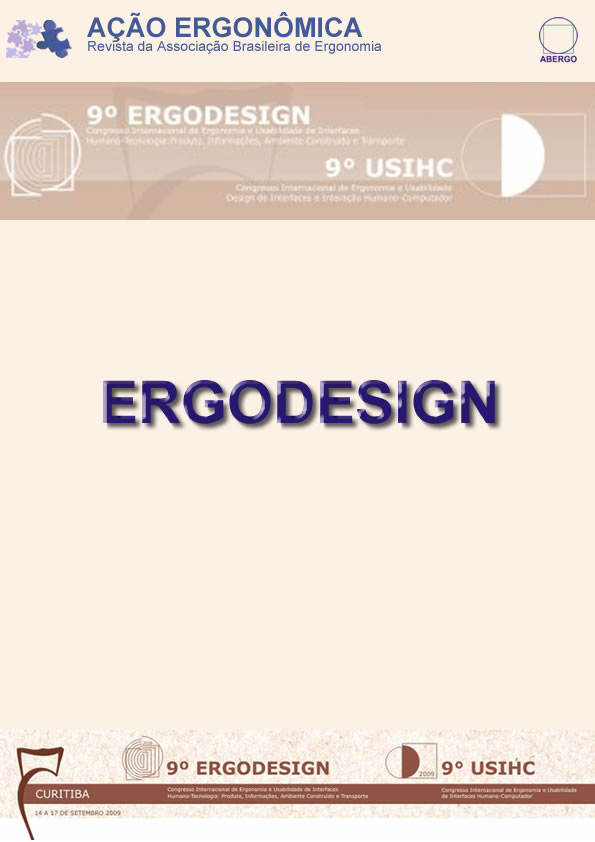 AÇÃO ERGONÔMICA
Revista da Associação Brasileira de Ergonomia
ABERGO
9º ERGODESIGN
Congresso Internacional de Ergonomia e Usabilidade de Interfaces
Humano-Tecnologia: Produto, Informações, Ambiente Construído e Transporte
9º USIHC
Congresso Internacional de Ergonomia e Usabilidade
Design de Interfaces e Interação Humano-Computador
ERGODESIGN
9º ERGODESIGN
2009
9º USIHC
CURITIBA
Congresso Internacional de Ergonomia e Usabilidade de Interfaces
Humano-Tecnologia: Produto, Informações, Ambiente Construído e Transporte
Congresso Internacional de Ergonomia e Usabilidade
de Interfaces Humano-Computador
14 A 17 DE SETEMBRO 2009